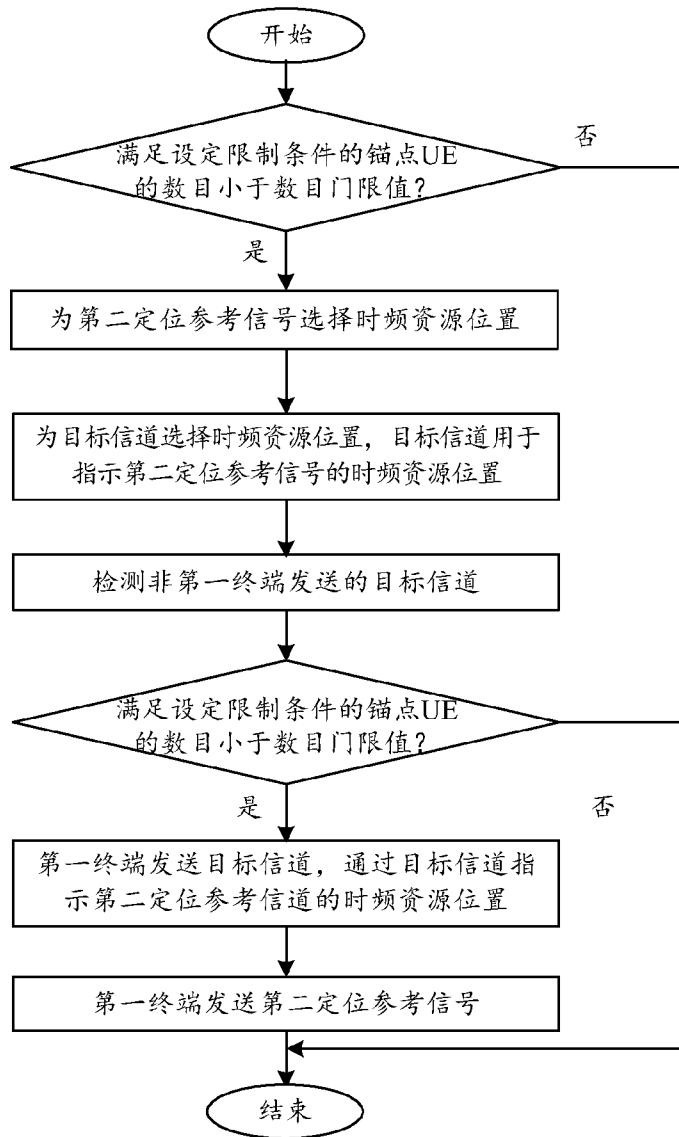 开始
满足设定限制条件的锚点UE
的数目小于数目门限值?
否
是
为第二定位参考信号选择时频资源位置
为目标信道选择时频资源位置，目标信道用于
指示第二定位参考信号的时频资源位置
检测非第一终端发送的目标信道
满足设定限制条件的锚点UE
的数目小于数目门限值?
是
否
第一终端发送目标信道，通过目标信道指
示第二定位参考信道的时频资源位置
第一终端发送第二定位参考信号
结束